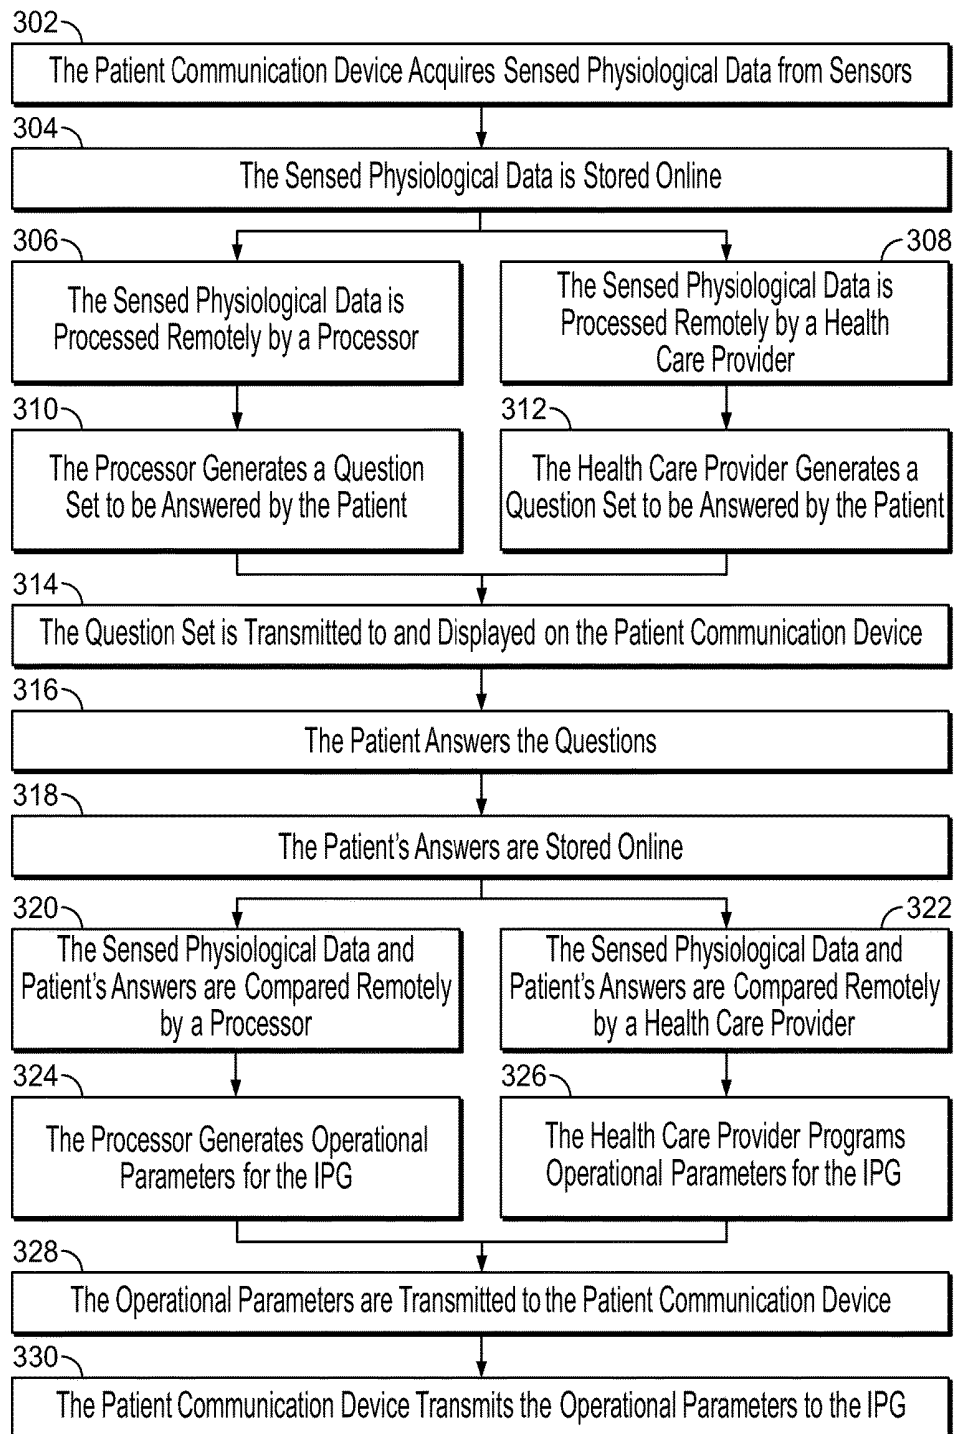 302
The Patient Communication Device Acquires Sensed Physiological Data from Sensors
304
The Sensed Physiological Data is Stored Online
306
The Sensed Physiological Data is
Processed Remotely by a Processor
308
The Sensed Physiological Data is
Processed Remotely by a Health
Care Provider
310
The Processor Generates a Question
Set to be Answered by the Patient
312
The Health Care Provider Generates a
Question Set to be Answered by the Patient
314
The Question Set is Transmitted to and Displayed on the Patient Communication Device
316
The Patient Answers the Questions
318
The Patient's Answers are Stored Online
320
The Sensed Physiological Data and
Patient's Answers are Compared Remotely
by a Processor
322
The Sensed Physiological Data and
Patient's Answers are Compared Remotely
by a Health Care Provider
324
The Processor Generates Operational
Parameters for the IPG
326
The Health Care Provider Programs
Operational Parameters for the IPG
328
The Operational Parameters are Transmitted to the Patient Communication Device
330
The Patient Communication Device Transmits the Operational Parameters to the IPG